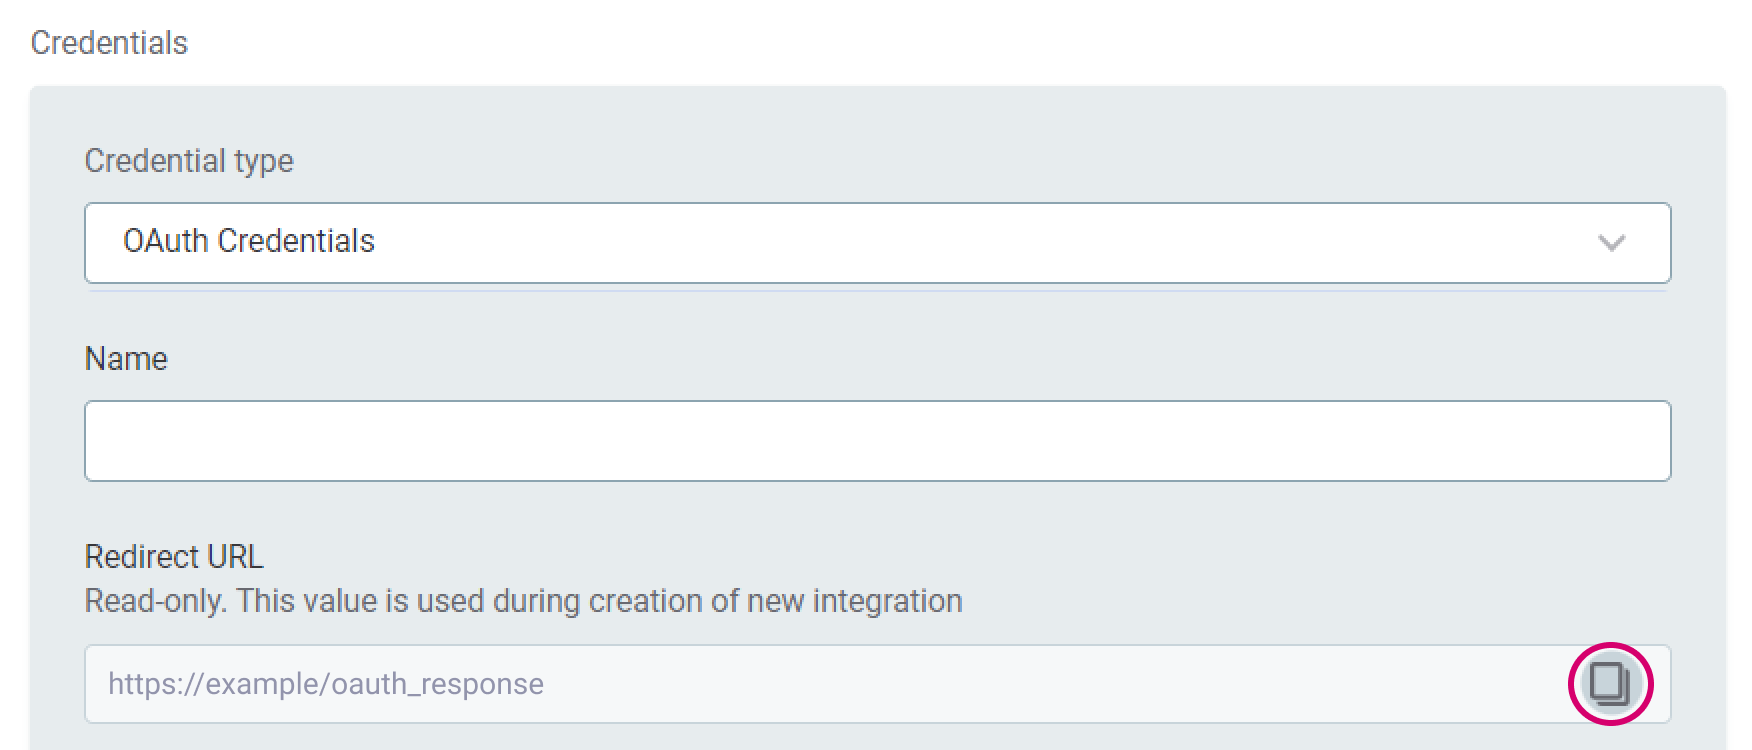 Credentials
Credential type
OAuth Credentials
Name
Redirect URL
Read-only. This value is used during creation of new integration
https://example/oauth_response